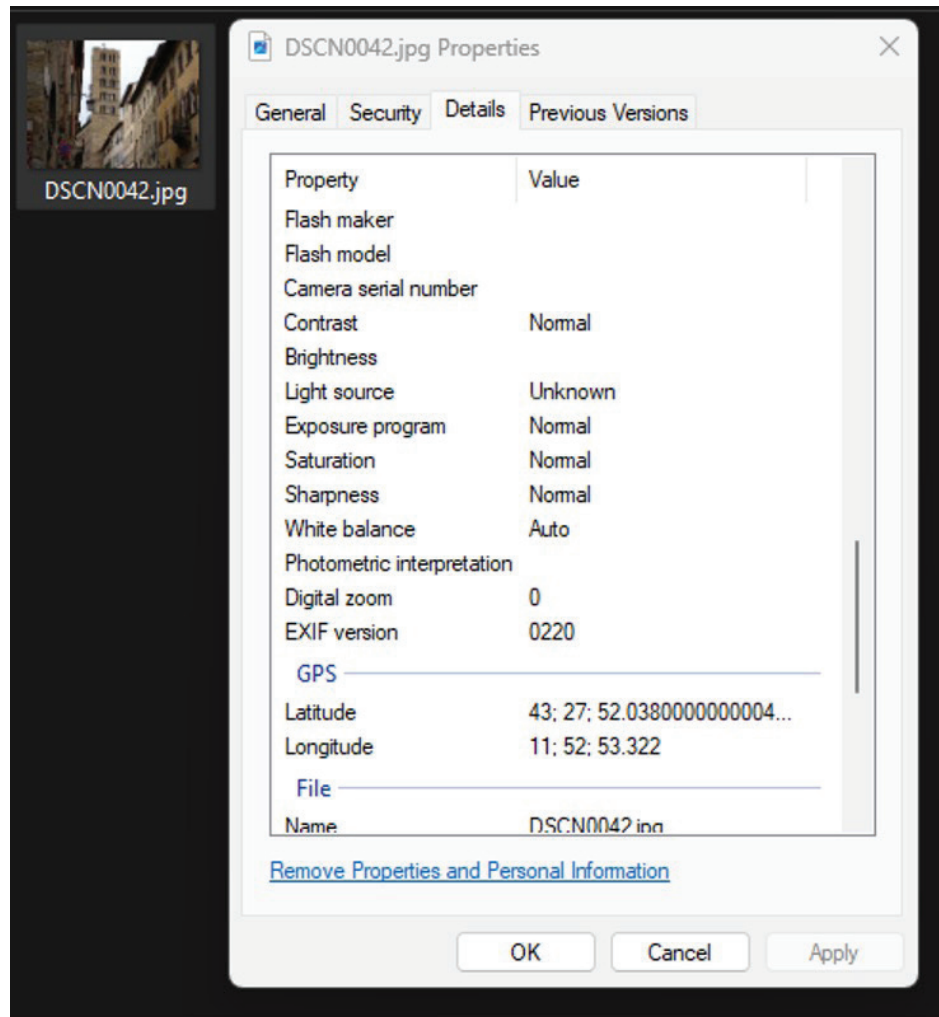 DSCN0042.jpg
DSCN0042.jpg Properties
General Security Details Previous Versions
Property Value
Flash maker
Flash model
Camera serial number
Contrast Normal
Brightness
Light source Unknown
Exposure program Normal
Saturation Normal
Sharpness Normal
White balance Auto
Photometric interpretation
Digital zoom 0
EXIF version 0220
GPS
Latitude 43; 27; 52.0380000000004...
Longitude 11; 52; 53.322
File
Name DSCN0042.jpg
Remove Properties and Personal Information
OK Cancel Apply